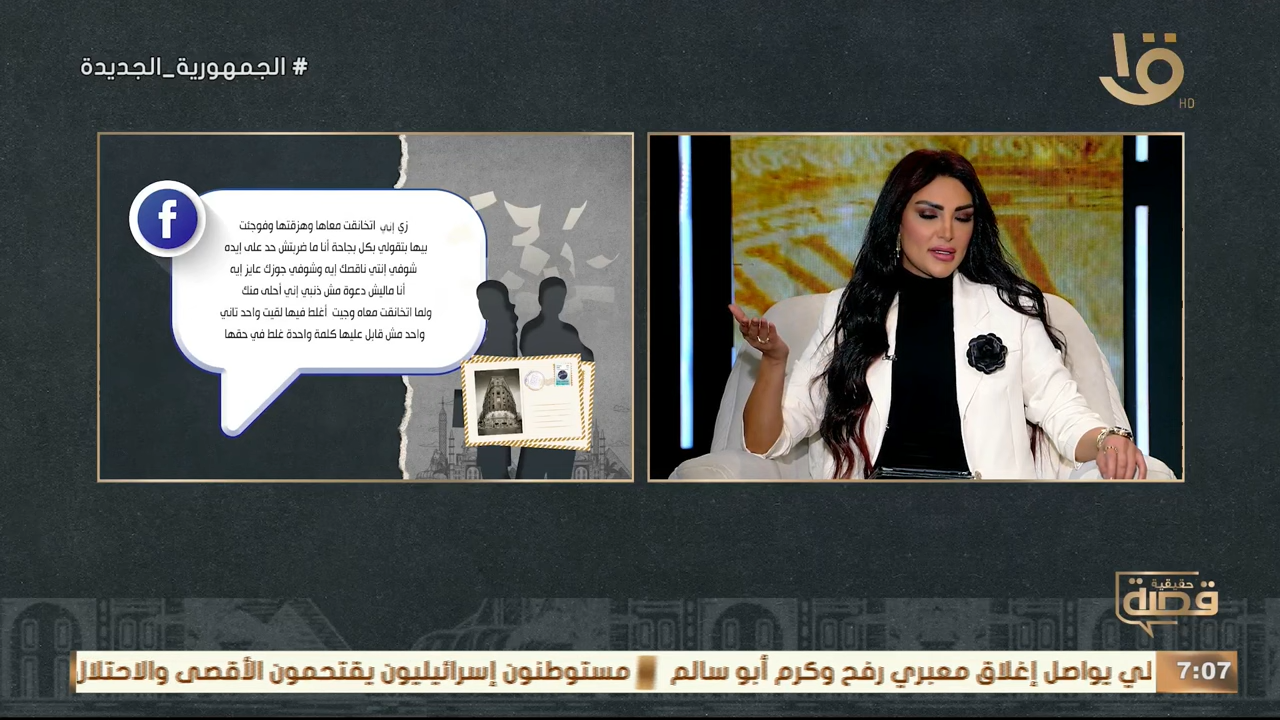 # الجمهورية_الجديدة
HD
زي إبي اتخانقت معاها وهزقتها وفوجئت
بيها بتقولي بكل بجاحة أنا ما ضربتش حد على إيده
شوفي إنتي ناقصك إيه وشوفي جوزك عايز إيه
أنا ماليش دعوة مش ذنبي إني أحلى منك
ولما اتخانقت معاه وجيت أغلط فيها لقيت واحد تاني
واحد مش قابل عليها كلمة واحدة غلط في حقها
قصة حقيقية
7:07
لي يواصل إغلاق معبري رفح وكرم أبو سالم
مستوطنون إسرائيليون يقتحمون الأقصى والاحتلال